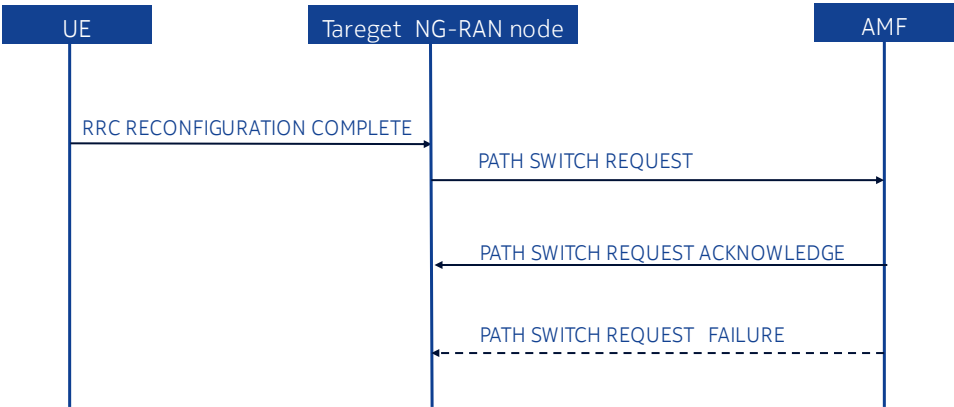 UE
Tareget NG-RAN node
AMF
RRC RECONFIGURATION COMPLETE
PATH SWITCH REQUEST
PATH SWITCH REQUEST ACKNOWLEDGE
PATH SWITCH REQUEST FAILURE